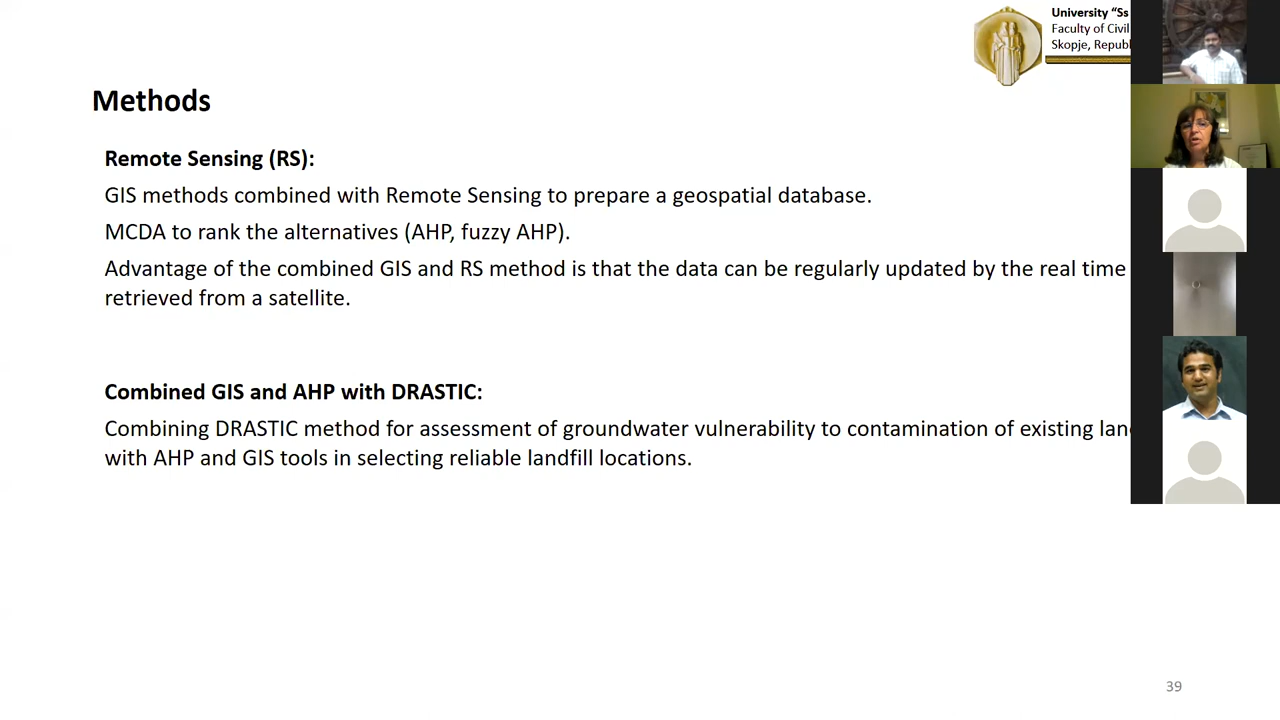 University "Ss
Faculty of Civil
Skopje, Republ
Methods
Remote Sensing (RS):
GIS methods combined with Remote Sensing to prepare a geospatial database.
MCDA to rank the alternatives (AHP, fuzzy AHP).
Advantage of the combined GIS and RS method is that the data can be regularly updated by the real time
retrieved from a satellite.
Combined GIS and AHP with DRASTIC:
Combining DRASTIC method for assessment of groundwater vulnerability to contamination of existing lan
with AHP and GIS tools in selecting reliable landfill locations.
39